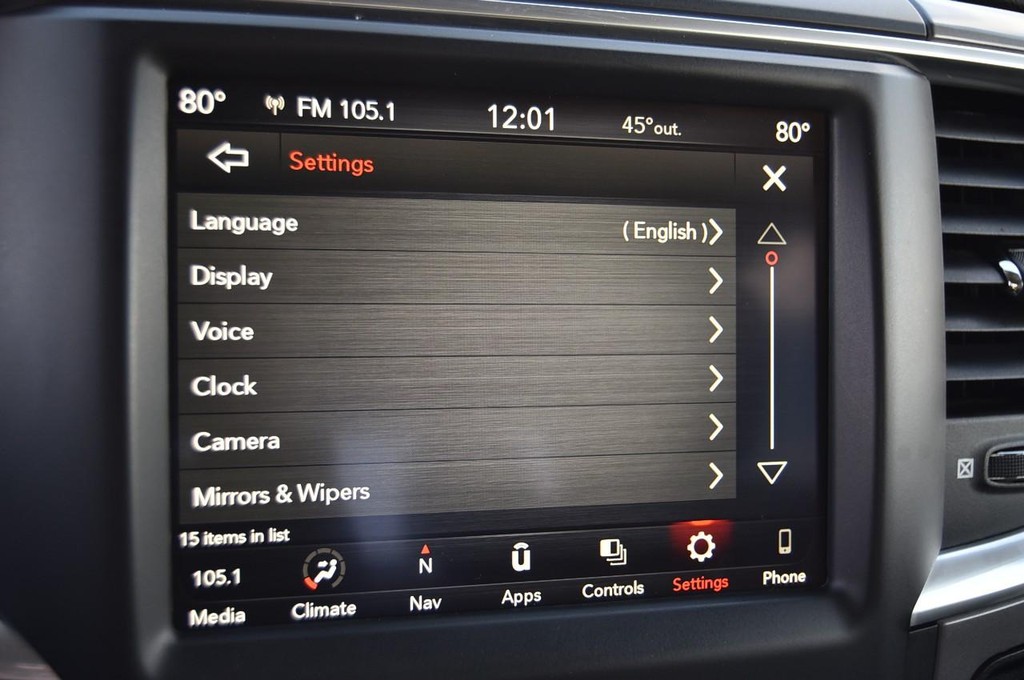 80° FM 105.1 12:01 45°out. 80°
Settings
Language ( English )
Display
Voice
Clock
Camera
Mirrors & Wipers
15 items in list
105.1 N
Media Climate Nav Apps Controls Settings Phone